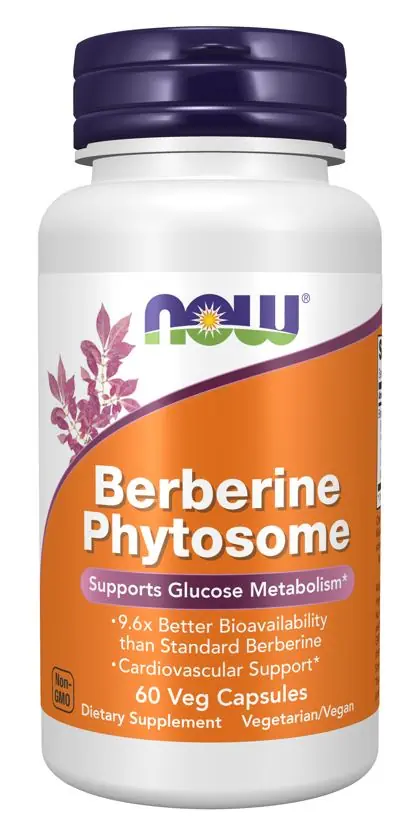 NOW®
Berberine
Phytosome
Supports Glucose Metabolism*
•9.6x Better Bioavailability
than Standard Berberine
•Cardiovascular Support*
60 Veg Capsules
Non-
GMO
Dietary Supplement Vegetarian/Vegan